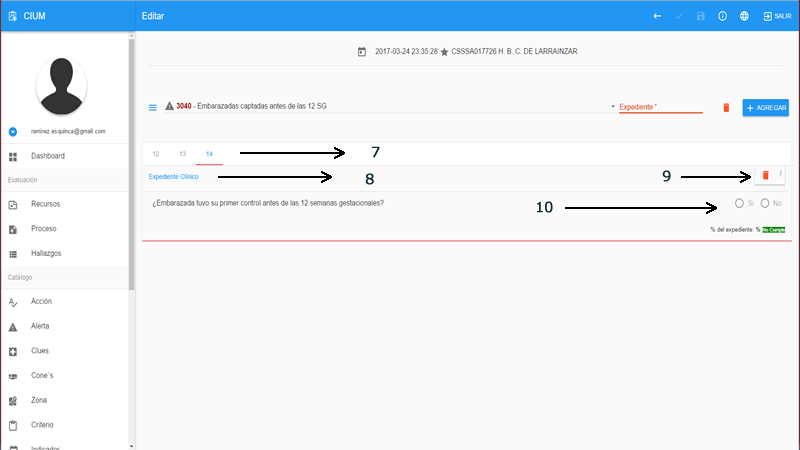 CIUM
Editar
SALIR
2017-03-24 23:35:28 CSSSA017726 H. B. C. DE LARRAINZAR
ramirez.esquinca@gmail.com
3040 - Embarazadas captadas antes de las 12 SG
Expediente *
AGREGAR
12 13 14
7
Expediente Clínico
8
9
/
¿Embarazada tuvo su primer control antes de las 12 semanas gestacionales?
10
Si No
% del expediente: % No Cumple
Dashboard
Evaluación
Recursos
Proceso
Hallazgos
Catálogo
Acción
Alerta
Clues
Cone´s
Zona
Criterio
Indicador